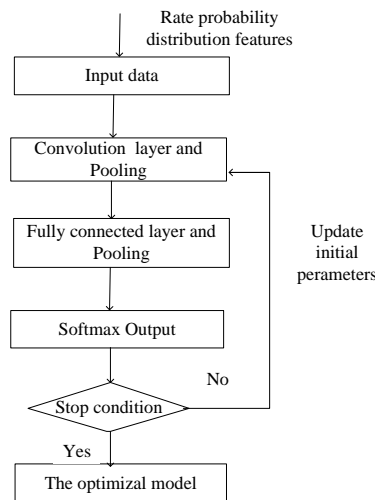 Rate probability
distribution features
Input data
Convolution layer and
Pooling
Fully connected layer and
Pooling
Update
initial
perameters
Softmax Output
No
Stop condition
Yes
The optimizal model